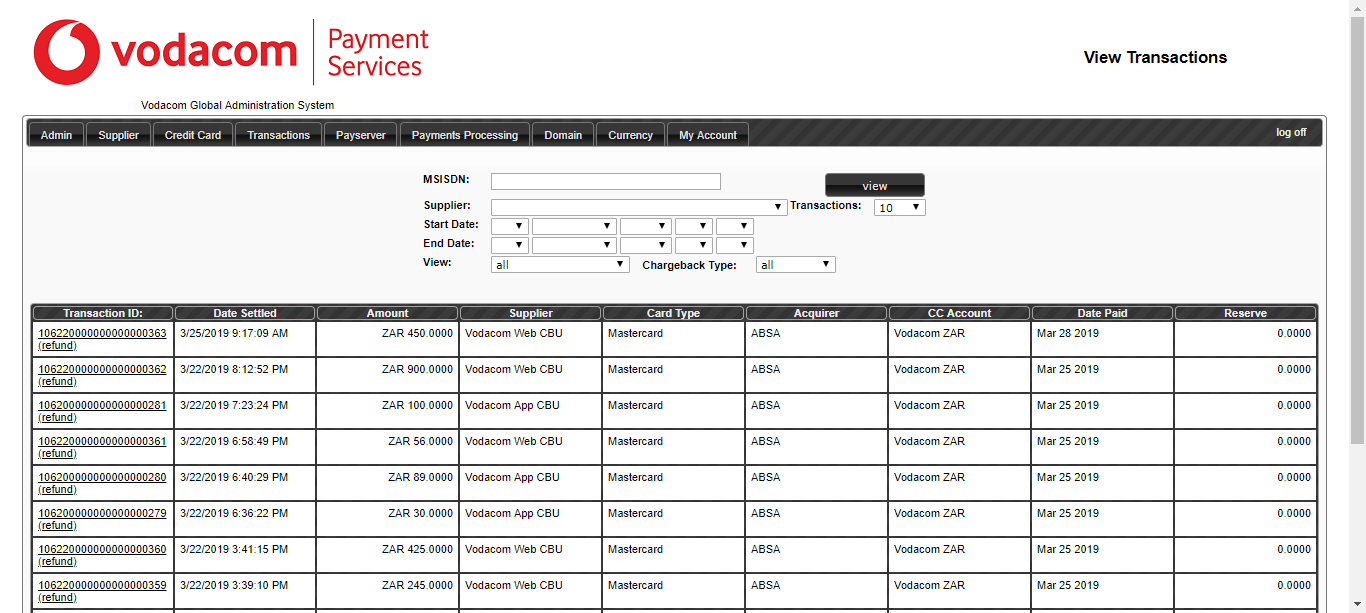 vodacom
Payment
Services
View Transactions
Vodacom Global Administration System
Admin Supplier Credit Card Transactions Payserver Payments Processing Domain Currency My Account log off
MSISDN: view
Supplier: Transactions: 10
Start Date:
End Date:
View: all Chargeback Type: all
Transaction ID: Date Settled Amount Supplier Card Type Acquirer CC Account Date Paid Reserve
106220000000000000363 3/25/2019 9:17:09 AM ZAR 450.0000 Vodacom Web CBU Mastercard ABSA Vodacom ZAR Mar 28 2019 0.0000
(refund)
106220000000000000362 3/22/2019 8:12:52 PM ZAR 900.0000 Vodacom Web CBU Mastercard ABSA Vodacom ZAR Mar 25 2019 0.0000
(refund)
106200000000000000281 3/22/2019 7:23:24 PM ZAR 100.0000 Vodacom App CBU Mastercard ABSA Vodacom ZAR Mar 25 2019 0.0000
(refund)
106220000000000000361 3/22/2019 6:58:49 PM ZAR 56.0000 Vodacom Web CBU Mastercard ABSA Vodacom ZAR Mar 25 2019 0.0000
(refund)
106200000000000000280 3/22/2019 6:40:29 PM ZAR 89.0000 Vodacom App CBU Mastercard ABSA Vodacom ZAR Mar 25 2019 0.0000
(refund)
106200000000000000279 3/22/2019 6:36:22 PM ZAR 30.0000 Vodacom App CBU Mastercard ABSA Vodacom ZAR Mar 25 2019 0.0000
(refund)
106220000000000000360 3/22/2019 3:41:15 PM ZAR 425.0000 Vodacom Web CBU Mastercard ABSA Vodacom ZAR Mar 25 2019 0.0000
(refund)
106220000000000000359 3/22/2019 3:39:10 PM ZAR 245.0000 Vodacom Web CBU Mastercard ABSA Vodacom ZAR Mar 25 2019 0.0000
(refund)